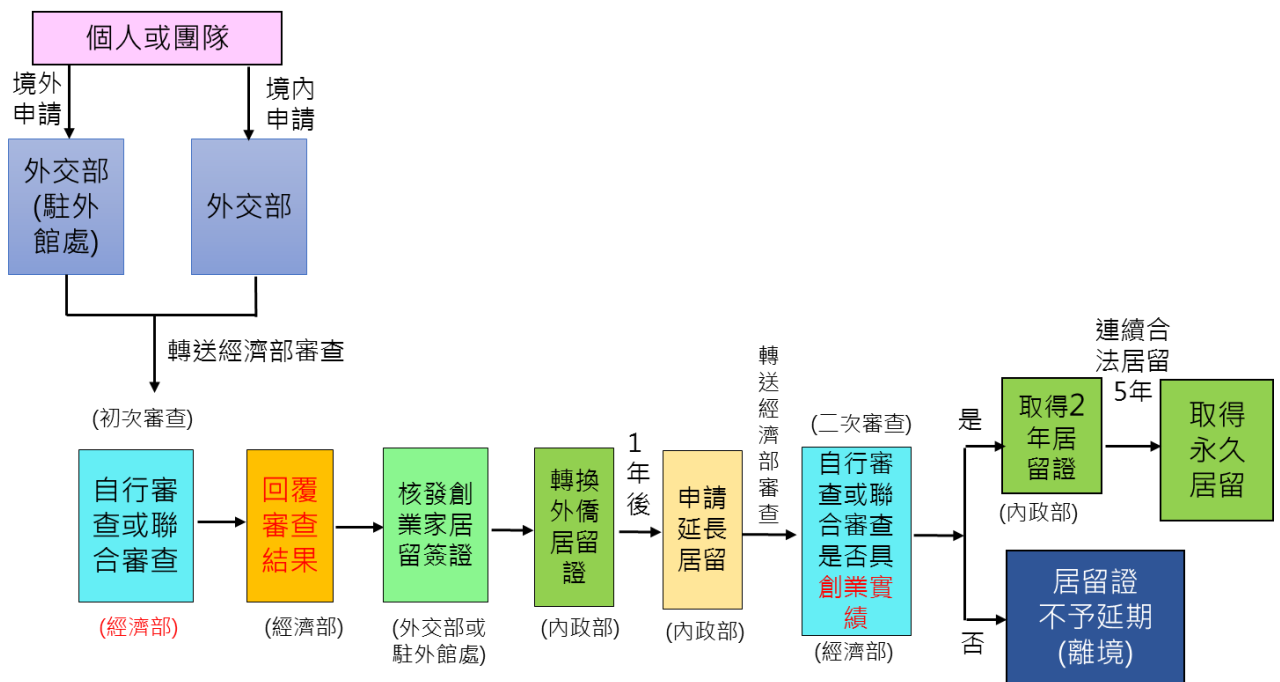 個人或團隊
境外
申請
境內
申請
外交部
(駐外
館處)
外交部
轉送經濟部審查
(初次審查)
自行審
查或聯
合審查
(經濟部)
回覆
審查
結果
(經濟部)
核發創
業家居
留簽證
(外交部或
駐外館處)
轉換
外僑
居留
證
(內政部)
1
年
後
申請
延長
居留
(內政部)
轉
送
經
濟
部
審
查
(二次審查)
自行審
查或聯
合審查
是否具
創業實
績
(經濟部)
是
取得2
年居
留證
(內政部)
連續合
法居留
5年
取得
永久
居留
否
居留證
不予延期
(離境)